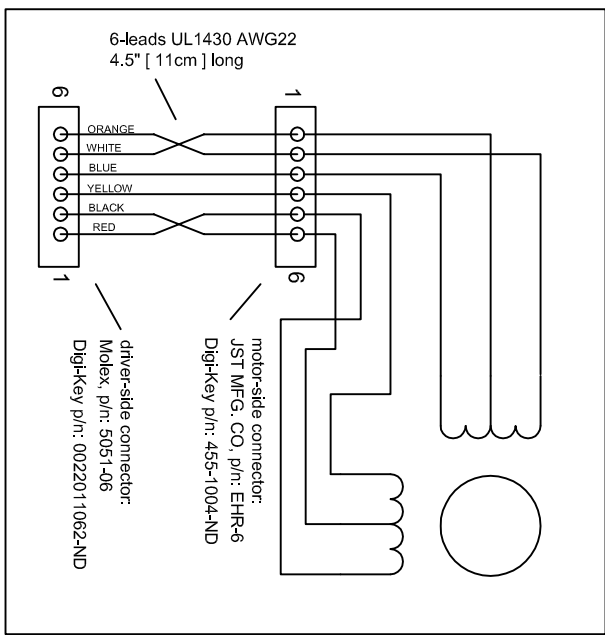 6-leads UL1430 AWG22
4.5" [ 11cm ] long
6
1
ORANGE
WHITE
BLUE
YELLOW
BLACK
RED
1
6
driver-side connector:
Molex, p/n: 5051-06
Digi-Key p/n: 0022011062-ND
motor-side connector:
JST MFG. CO, p/n: EHR-6
Digi-Key p/n: 455-1004-ND